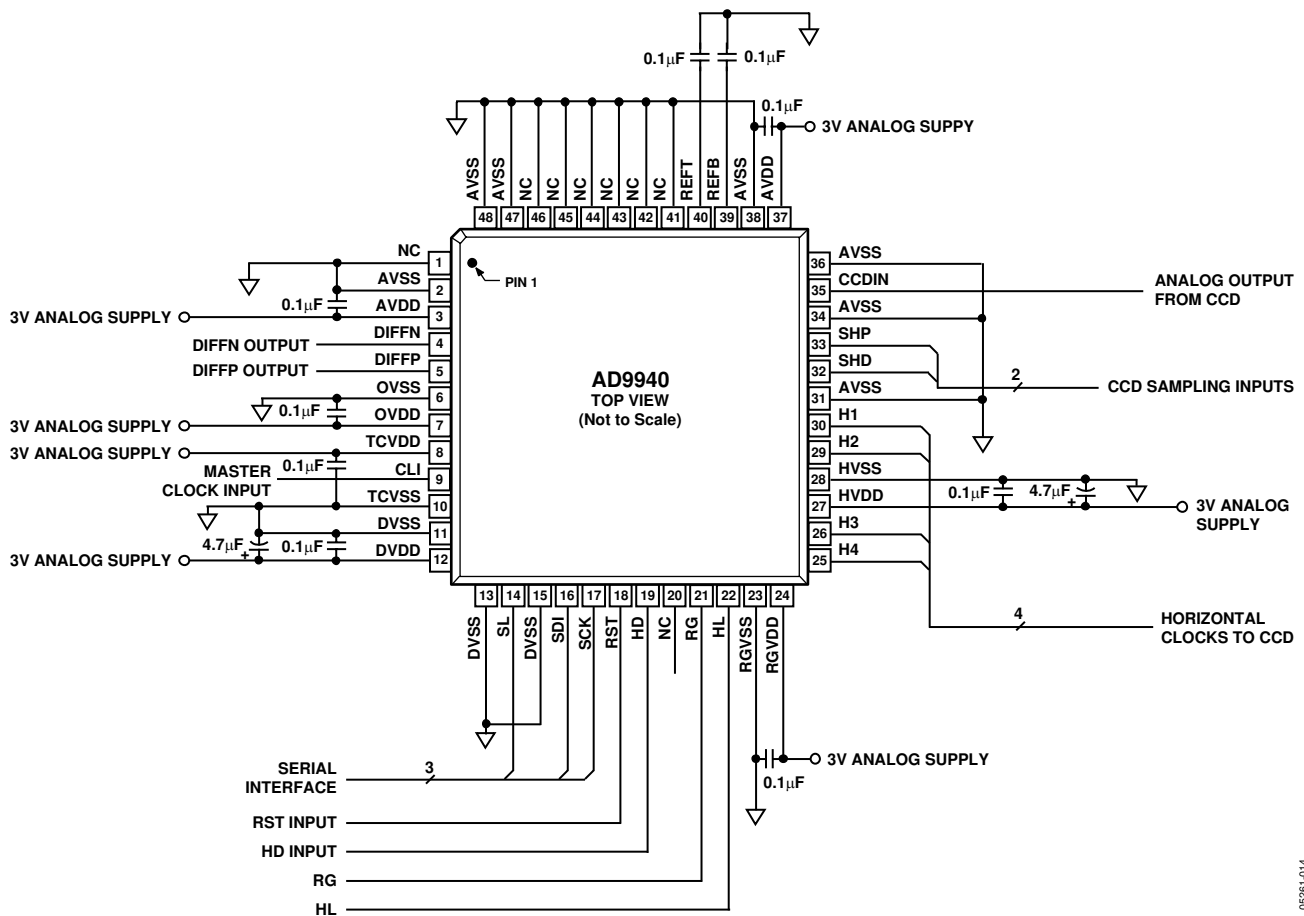 0.1µF
0.1µF
0.1µF
3V ANALOG SUPPY
AVSS
AVSS
NC
NC
NC
NC
NC
NC
REFT
REFB
AVSS
AVDD
48
47
46
45
44
43
42
41
40
39
38
37
NC
1
AVSS
2
0.1µF
3V ANALOG SUPPLY
AVDD
3
DIFFN OUTPUT
DIFFN
4
DIFFP OUTPUT
DIFFP
5
OVSS
6
0.1µF
3V ANALOG SUPPLY
OVDD
7
3V ANALOG SUPPLY
TCVDD
8
0.1µF
MASTER
CLOCK INPUT
CLI
9
TCVSS
10
DVSS
11
4.7µF
+
0.1µF
3V ANALOG SUPPLY
DVDD
12
PIN 1
AD9940
TOP VIEW
(Not to Scale)
36
AVSS
35
CCDIN
ANALOG OUTPUT
FROM CCD
34
AVSS
33
SHP
32
SHD
2
CCD SAMPLING INPUTS
31
AVSS
30
H1
29
H2
28
HVSS
0.1µF
4.7µF
+
27
HVDD
3V ANALOG
SUPPLY
26
H3
25
H4
4
HORIZONTAL
CLOCKS TO CCD
13
14
15
16
17
18
19
20
21
22
23
24
DVSS
SL
DVSS
SDI
SCK
RST
HD
NC
RG
HL
RGVSS
RGVDD
3V ANALOG SUPPLY
0.1µF
SERIAL
INTERFACE
3
RST INPUT
HD INPUT
RG
HL
05261-014